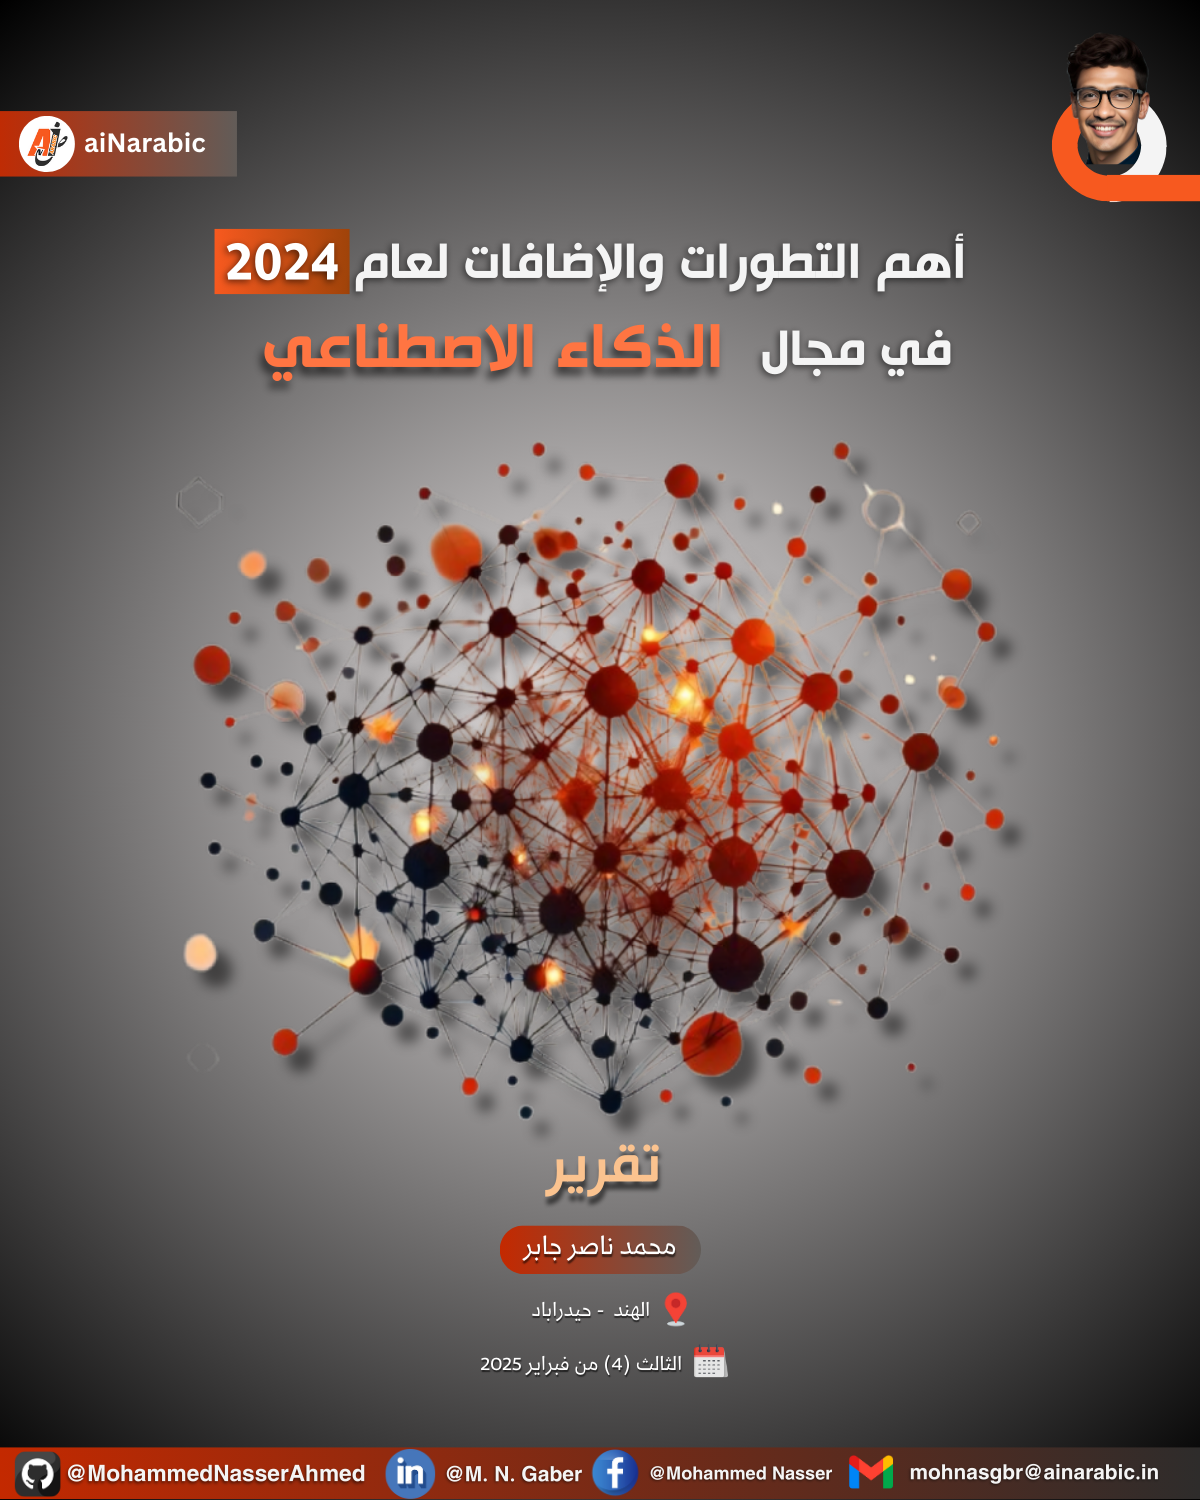 aiNarabic
أهم التطورات والإضافات لعام 2024
في مجال الذكاء الاصطناعي
تقرير
محمد ناصر جابر
الهند - حيدراباد
الثالث (4) من فبراير 2025
@MohammedNasserAhmed @M. N. Gaber @Mohammed Nasser mohnasgbr@ainarabic.in